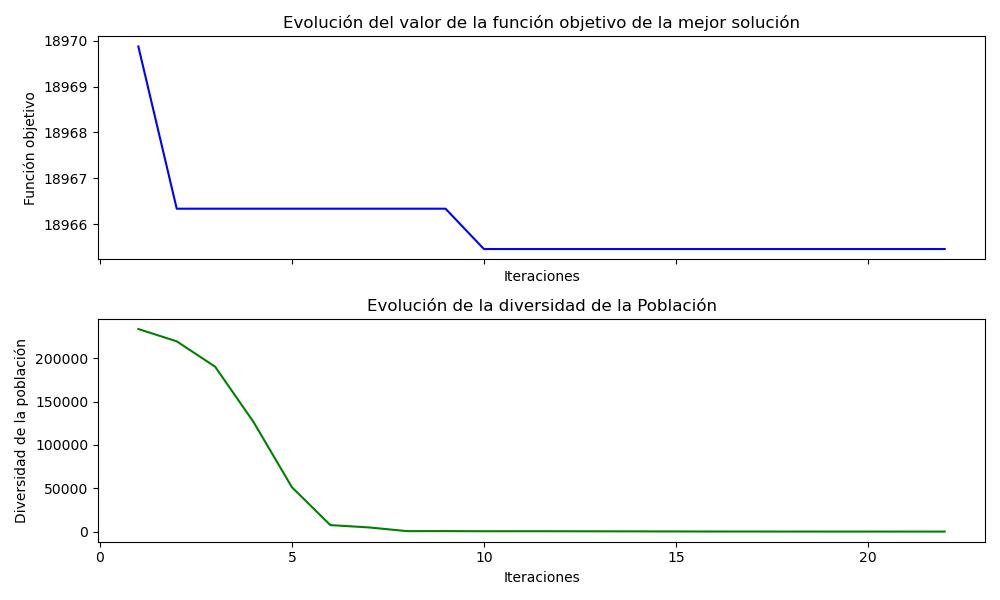 Evolución del valor de la función objetivo de la mejor solución
Función objetivo
18970
18969
18968
18967
18966
Iteraciones
Evolución de la diversidad de la Población
Diversidad de la población
200000
150000
100000
50000
0
0 5 10 15 20
Iteraciones